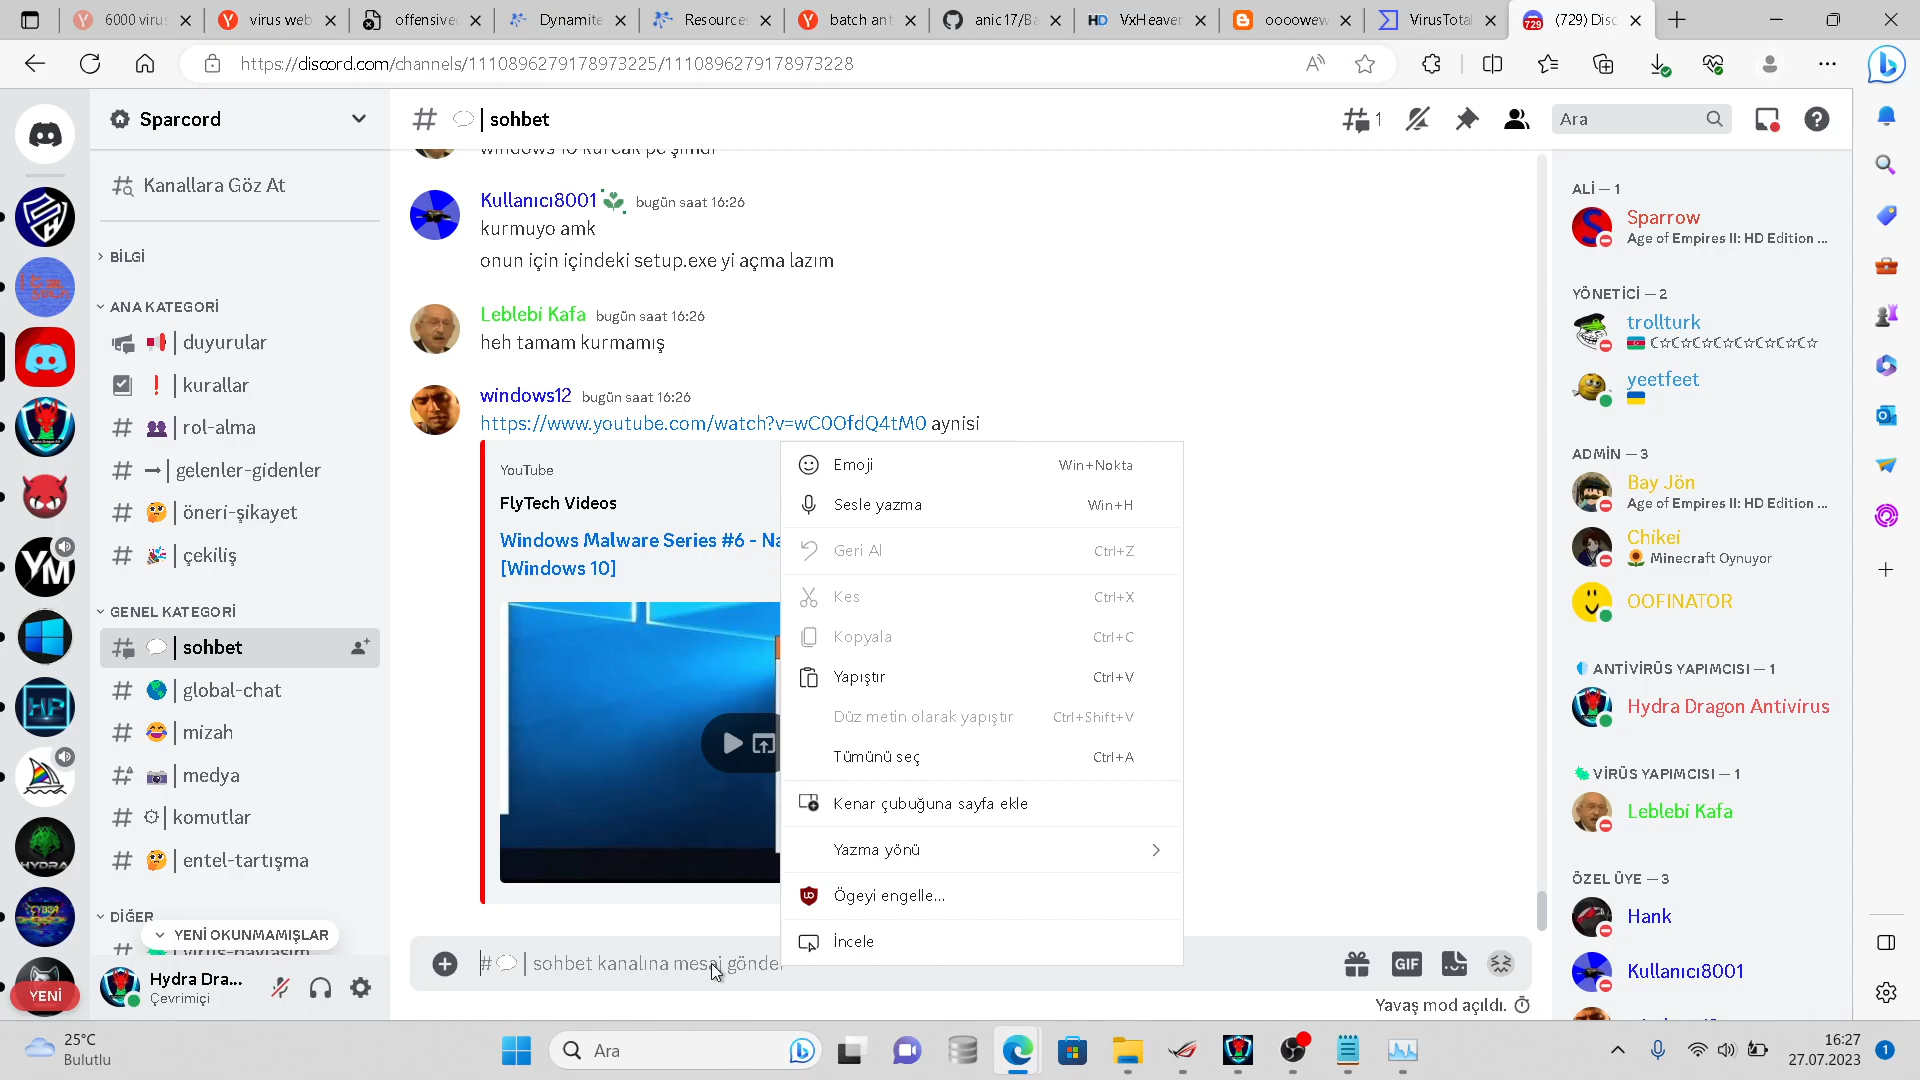 6000 virus
virus web
offensive
Dynamite
Resource
batch ant
anic17/Ba
VxHeaven
oooowew
VirusTotal
(729) Disc
https://discord.com/channels/1110896279178973225/1110896279178973228
Sparcord
Kanallara Göz At
BİLGİ
ANA KATEGORİ
duyurular
kurallar
rol-alma
gelenler-gidenler
öneri-şikayet
çekiliş
GENEL KATEGORİ
sohbet
global-chat
mizah
medya
komutlar
entel-tartışma
DİĞER
YENİ OKUNMAMIŞLAR
YENİ
Hydra Dra...
Çevrimiçi
# | sohbet
1
Ara
Kullanıcı8001 bugün saat 16:26
kurmuyo amk
onun için içindeki setup.exe yi açma lazım
Leblebi Kafa bugün saat 16:26
heh tamam kurmamış
windows12 bugün saat 16:26
https://www.youtube.com/watch?v=wC0OfdQ4tM0 aynisi
YouTube
FlyTech Videos
Windows Malware Series #6 - Na
[Windows 10]
Emoji Win+Nokta
Sesle yazma Win+H
Geri Al Ctrl+Z
Kes Ctrl+X
Kopyala Ctrl+C
Yapıştır Ctrl+V
Düz metin olarak yapıştır Ctrl+Shift+V
Tümünü seç Ctrl+A
Kenar çubuğuna sayfa ekle
Yazma yönü
Ögeyi engelle...
İncele
# | sohbet kanalına mesaj gönder
GIF
Yavaş mod açıldı.
ALİ — 1
Sparrow
Age of Empires II: HD Edition ...
YÖNETİCİ — 2
trollturk
☾☆☾☆☾☆☾☆☾☆☾☆☾☆
yeetfeet
ADMİN — 3
Bay Jön
Age of Empires II: HD Edition ...
Chikei
Minecraft Oynuyor
OOFINATOR
ANTİVİRÜS YAPIMCISI — 1
Hydra Dragon Antivirus
VİRÜS YAPIMCISI — 1
Leblebi Kafa
ÖZEL ÜYE — 3
Hank
Kullanıcı8001
25°C
Bulutlu
Ara
16:27
27.07.2023
1